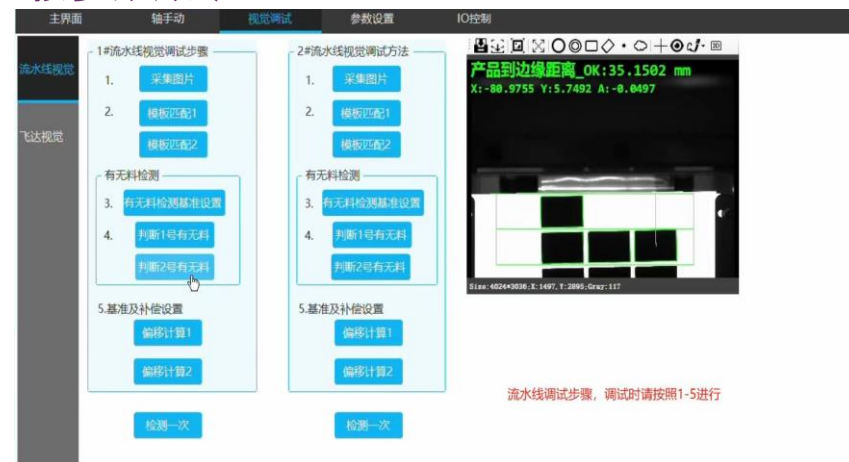 主界面 轴手动 视觉调试 参数设置 IO控制
流水线视觉
飞达视觉
1#流水线视觉调试步骤
1. 采集图片
2. 模板匹配1
模板匹配2
有无料检测
3. 有无料检测基准设置
4. 判断1号有无料
判断2号有无料
5.基准及补偿设置
偏移计算1
偏移计算2
检测一次
2#流水线视觉调试方法
1. 采集图片
2. 模板匹配1
模板匹配2
有无料检测
3. 有无料检测基准设置
4. 判断1号有无料
判断2号有无料
5.基准及补偿设置
偏移计算1
偏移计算2
检测一次
产品到边缘距离_OK:35.1502 mm
X:-80.9755 Y:5.7492 A:-0.0497
Size:4024*3036;X:1497,Y:2895;Gray:117
流水线调试步骤，调试时请按照1-5进行